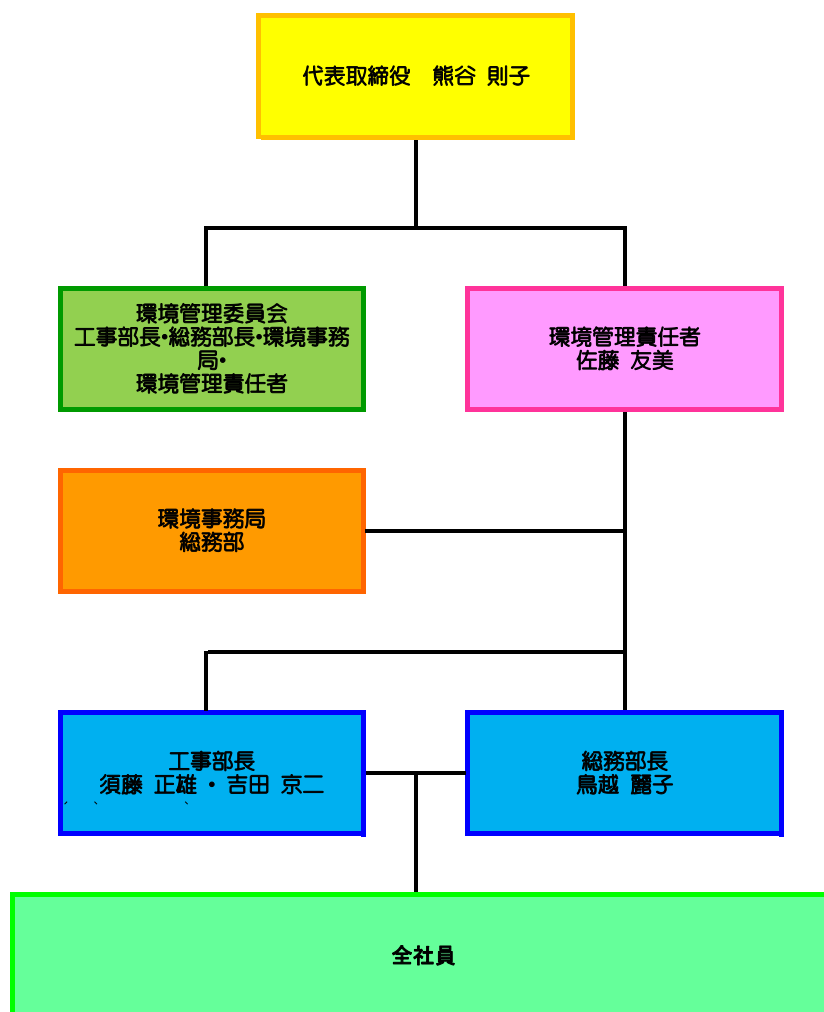 代表取締役　熊谷 則子
環境管理委員会
工事部長・総務部長・環境事務
局・
環境管理責任者
環境管理責任者
佐藤 友美
環境事務局
総務部
工事部長
須藤 正雄 ・ 吉田 京二
総務部長
鳥越 麗子
全社員